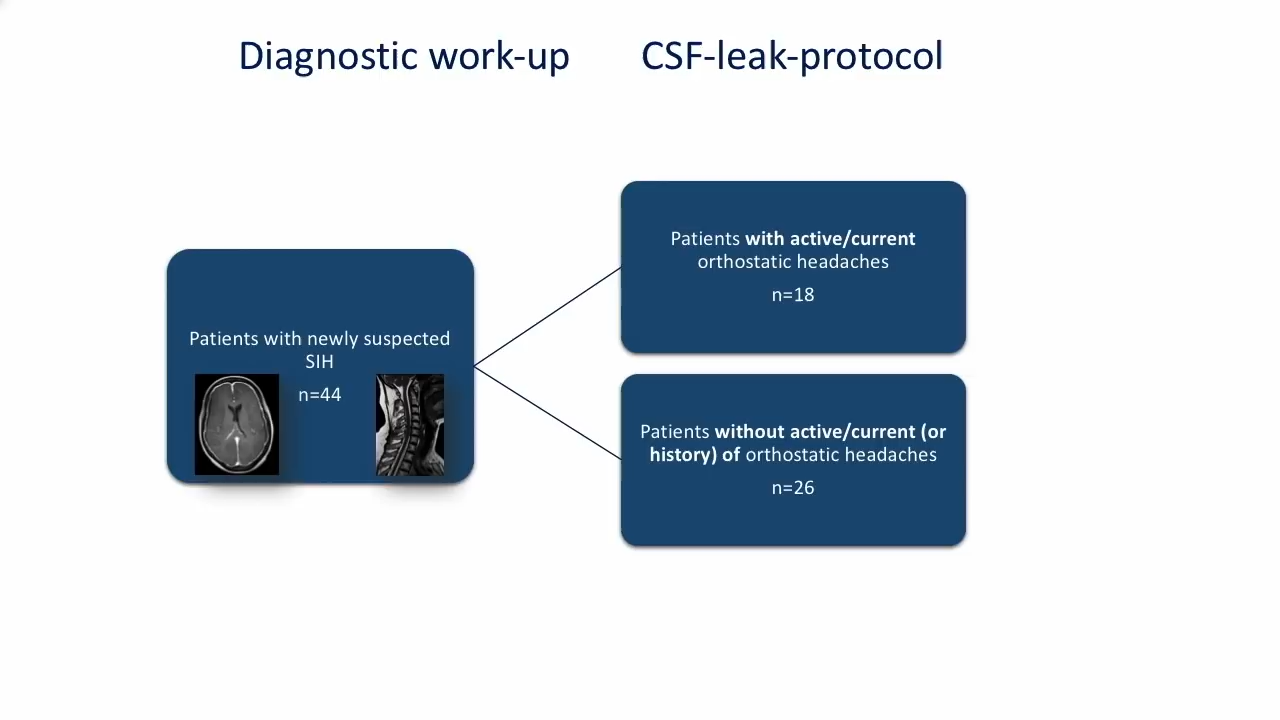 Diagnostic work-up CSF-leak-protocol
Patients with newly suspected
SIH
n=44
Patients with active/current
orthostatic headaches
n=18
Patients without active/current (or
history) of orthostatic headaches
n=26